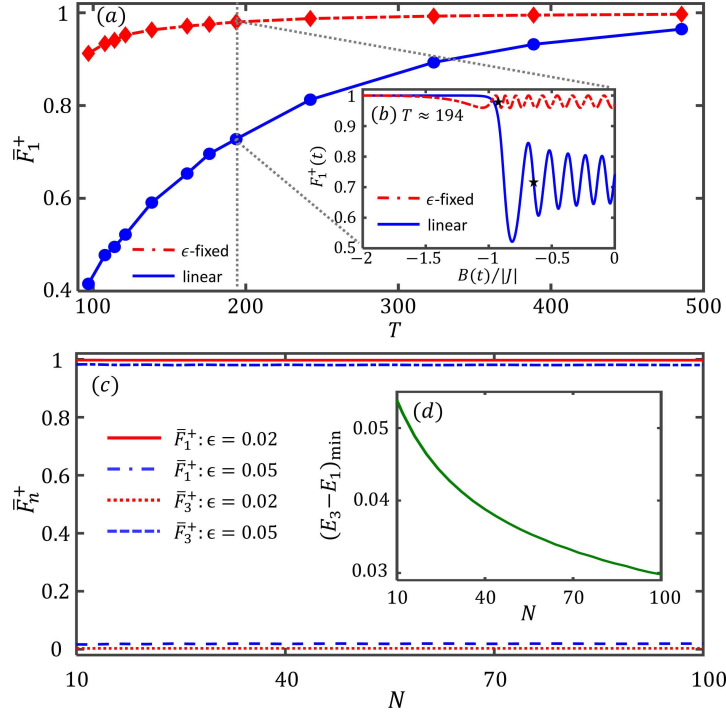 (a)
1
0.8
0.6
0.4
F̄₁⁺
100
200
300
400
500
T
ϵ-fixed
linear
(b) T ≈ 194
1
0.9
0.8
0.7
0.6
0.5
F₁⁺(t)
−2
−1.5
−1
−0.5
0
B(t)/|J|
ϵ-fixed
linear
(c)
1
0.8
0.6
0.4
0.2
0
F̄ₙ⁺
F̄₁⁺: ϵ = 0.02
F̄₁⁺: ϵ = 0.05
F̄₃⁺: ϵ = 0.02
F̄₃⁺: ϵ = 0.05
10
40
70
100
N
(d)
0.05
0.04
0.03
(E₃−E₁)min
10
40
70
100
N